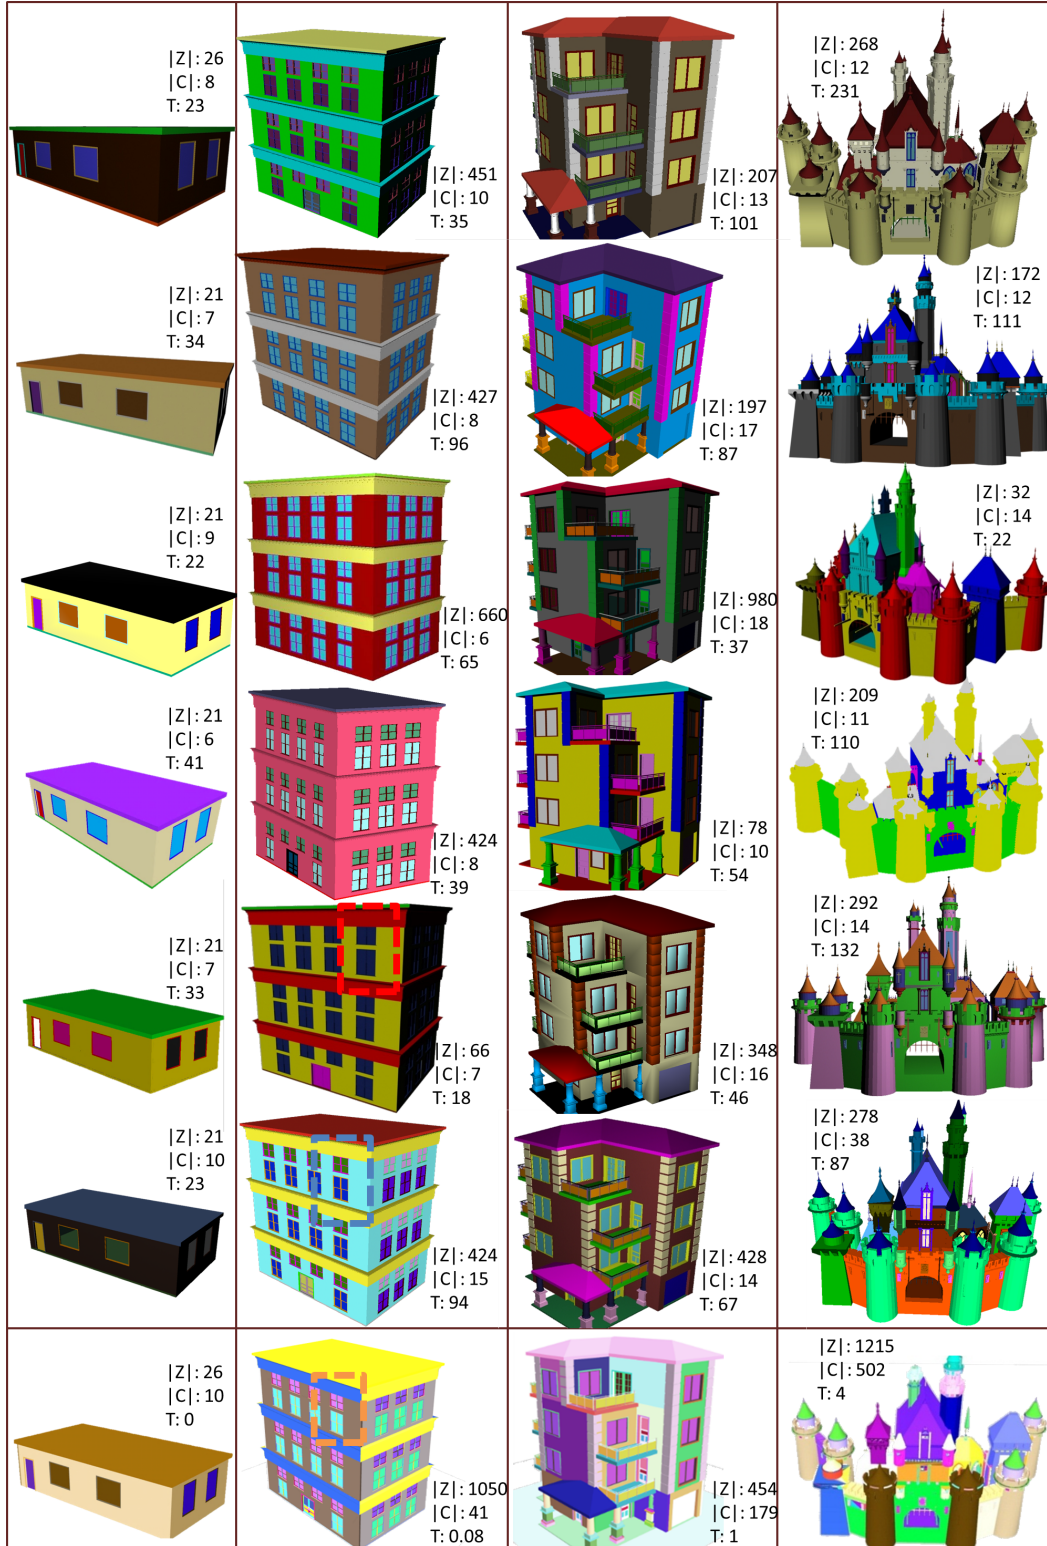 |Z|: 26
|C|: 8
T: 23
|Z|: 451
|C|: 10
T: 35
|Z|: 207
|C|: 13
T: 101
|Z|: 268
|C|: 12
T: 231
|Z|: 21
|C|: 7
T: 34
|Z|: 427
|C|: 8
T: 96
|Z|: 197
|C|: 17
T: 87
|Z|: 172
|C|: 12
T: 111
|Z|: 21
|C|: 9
T: 22
|Z|: 660
|C|: 6
T: 65
|Z|: 980
|C|: 18
T: 37
|Z|: 32
|C|: 14
T: 22
|Z|: 21
|C|: 6
T: 41
|Z|: 424
|C|: 8
T: 39
|Z|: 78
|C|: 10
T: 54
|Z|: 209
|C|: 11
T: 110
|Z|: 21
|C|: 7
T: 33
|Z|: 66
|C|: 7
T: 18
|Z|: 348
|C|: 16
T: 46
|Z|: 292
|C|: 14
T: 132
|Z|: 21
|C|: 10
T: 23
|Z|: 424
|C|: 15
T: 94
|Z|: 428
|C|: 14
T: 67
|Z|: 278
|C|: 38
T: 87
|Z|: 26
|C|: 10
T: 0
|Z|: 1050
|C|: 41
T: 0.08
|Z|: 454
|C|: 179
T: 1
|Z|: 1215
|C|: 502
T: 4